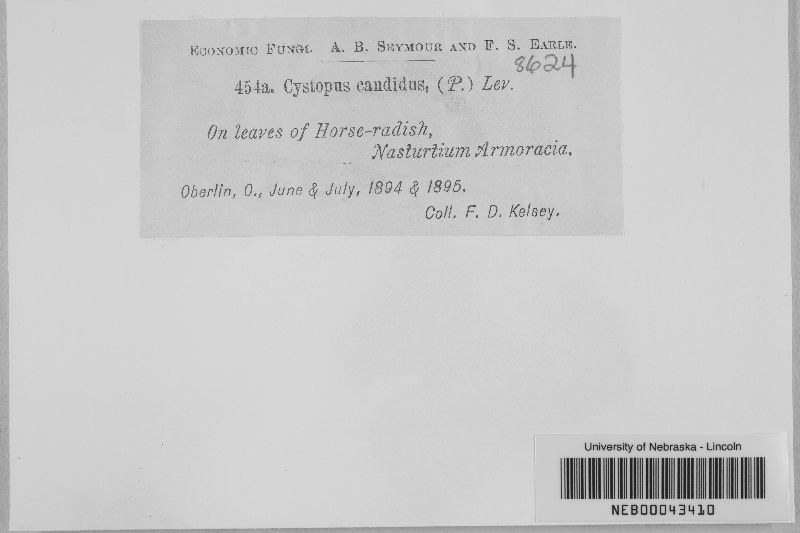 Economic Fungi. A. B. Seymour and F. S. Earle.
8624
454a. Cystopus candidus, (P.) Lev.
On leaves of Horse-radish,
Nasturtium Armoracia.
Oberlin, O., June & July, 1894 & 1895.
Coll. F. D. Kelsey.
University of Nebraska - Lincoln
NEB00043410